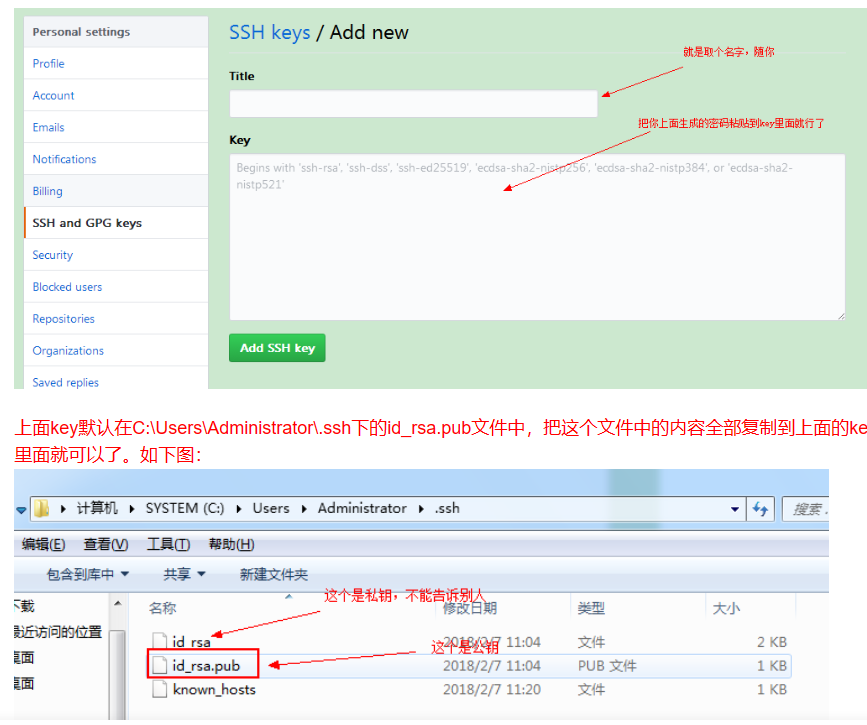 Personal settings
Profile
Account
Emails
Notifications
Billing
SSH and GPG keys
Security
Blocked users
Repositories
Organizations
Saved replies
SSH keys / Add new
就是取个名字，随你
Title
把你上面生成的密码粘贴到key里面就行了
Key
Begins with 'ssh-rsa', 'ssh-dss', 'ssh-ed25519', 'ecdsa-sha2-nistp256', 'ecdsa-sha2-nistp384', or 'ecdsa-sha2-
nistp521'
Add SSH key
上面key默认在C:\Users\Administrator\.ssh下的id_rsa.pub文件中，把这个文件中的内容全部复制到上面的ke
里面就可以了。如下图：
计算机 SYSTEM (C:) Users Administrator .ssh
搜索 .
编辑(E) 查看(V) 工具(T) 帮助(H)
包含到库中 共享 新建文件夹
下载
最近访问的位置
桌面
桌面
这个是私钥，不能告诉别人
名称 修改日期 类型 大小
id_rsa 2018/2/7 11:04 文件 2 KB
这个是公钥
id_rsa.pub 2018/2/7 11:04 PUB 文件 1 KB
known_hosts 2018/2/7 11:20 文件 1 KB